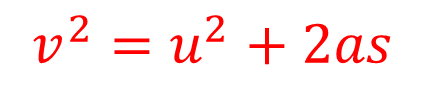 v² = u² + 2as